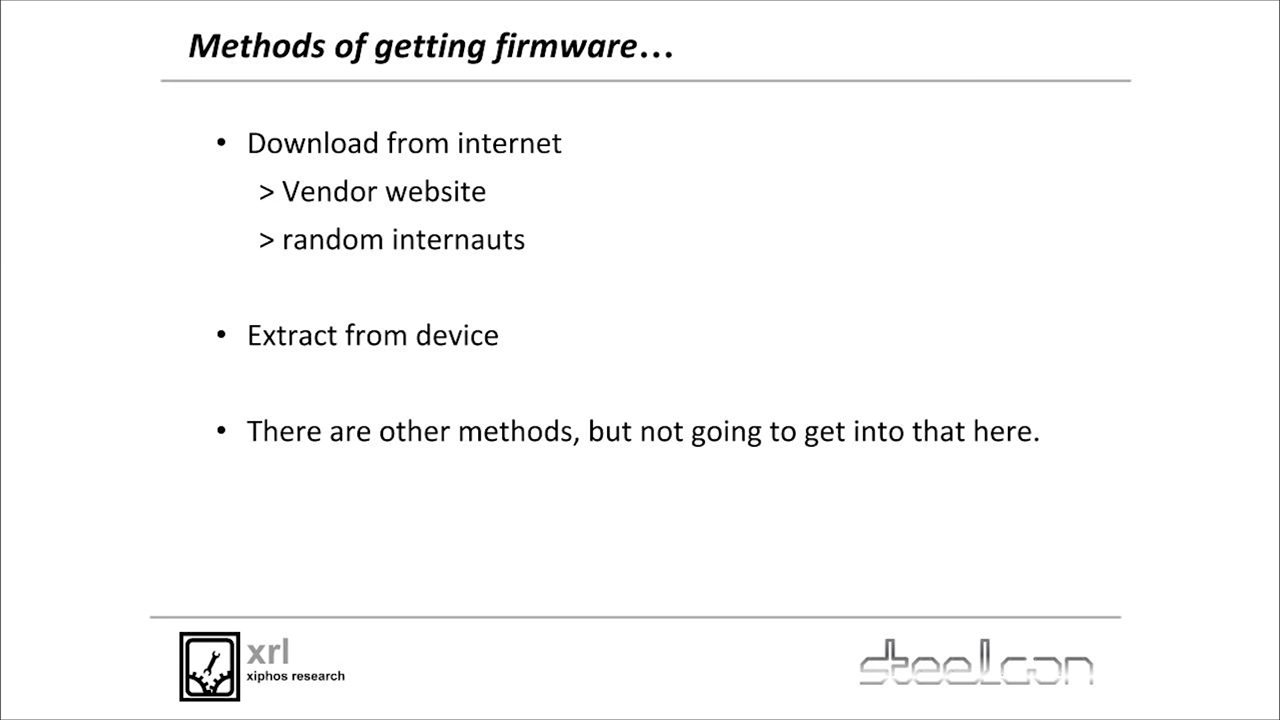 Methods of getting firmware…
• Download from internet
> Vendor website
> random internauts
• Extract from device
• There are other methods, but not going to get into that here.
xrl
xiphos research
steelcon